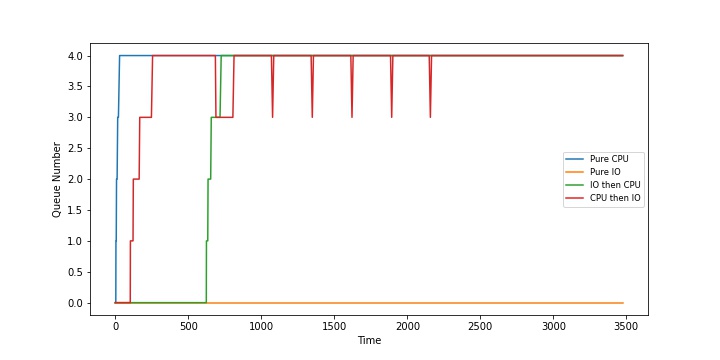 4.0
3.5
3.0
2.5
2.0
1.5
1.0
0.5
0.0
Queue Number
Pure CPU
Pure IO
IO then CPU
CPU then IO
0 500 1000 1500 2000 2500 3000 3500
Time